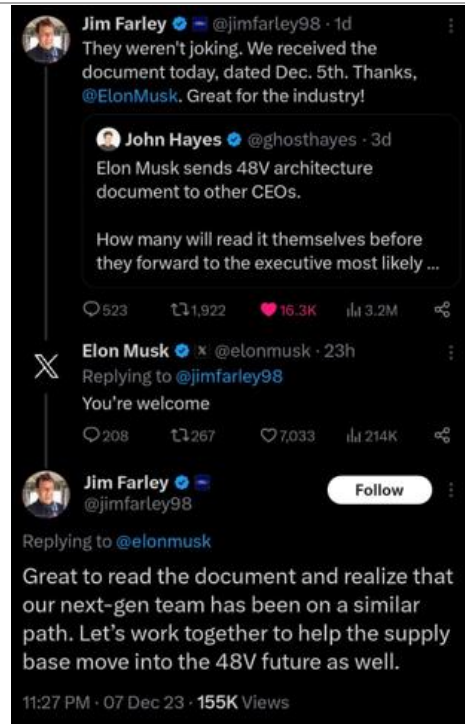 Jim Farley @jimfarley98 · 1d
They weren't joking. We received the
document today, dated Dec. 5th. Thanks,
@ElonMusk. Great for the industry!
John Hayes @ghosthayes · 3d
Elon Musk sends 48V architecture
document to other CEOs.
How many will read it themselves before
they forward to the executive most likely ...
523 1,922 16.3K 3.2M
Elon Musk @elonmusk · 23h
Replying to @jimfarley98
You're welcome
208 267 7,033 214K
Jim Farley
@jimfarley98
Follow
Replying to @elonmusk
Great to read the document and realize that
our next-gen team has been on a similar
path. Let's work together to help the supply
base move into the 48V future as well.
11:27 PM · 07 Dec 23 · 155K Views